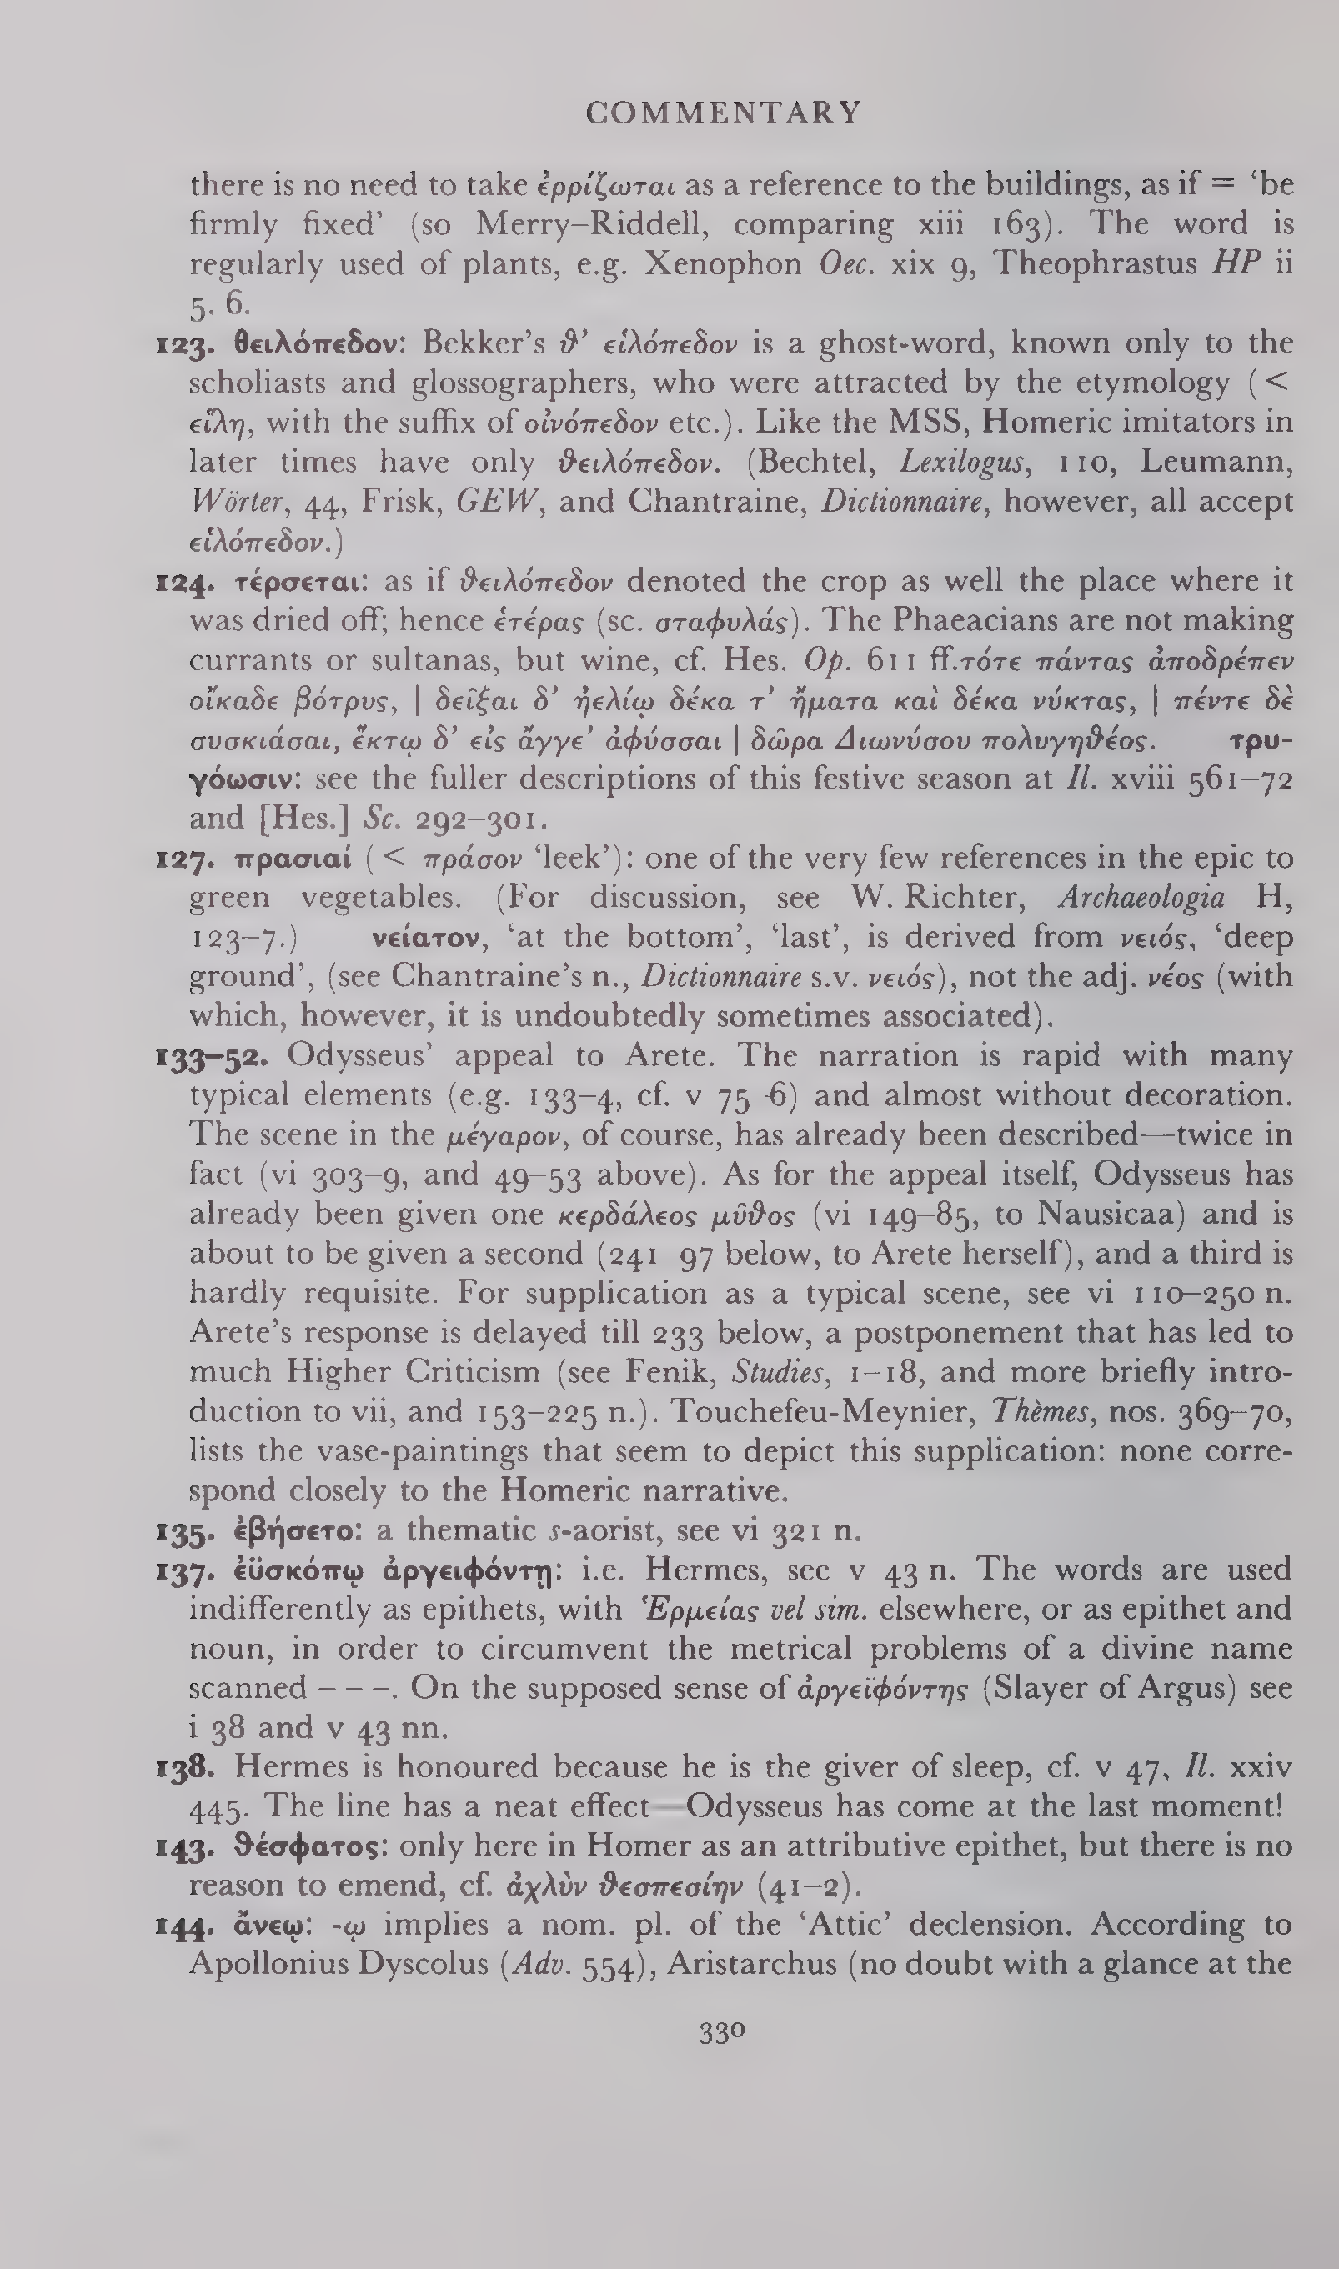 COMMENTARY
there is no need to take ἐρρίζωται as a reference to the buildings, as if = ‘be
firmly fixed’ (so Merry–Riddell, comparing xiii 163). The word is
regularly used of plants, e.g. Xenophon Oec. xix 9, Theophrastus HP ii
5. 6.
123. θειλόπεδον: Bekker’s θ’ εἰλόπεδον is a ghost-word, known only to the
scholiasts and glossographers, who were attracted by the etymology (<
εἵλη, with the suffix of οἰνόπεδον etc.). Like the MSS, Homeric imitators in
later times have only θειλόπεδον. (Bechtel, Lexilogus, 110, Leumann,
Wörter, 44, Frisk, GEW, and Chantraine, Dictionnaire, however, all accept
εἰλόπεδον.)
124. τέρσεται: as if θειλόπεδον denoted the crop as well the place where it
was dried off; hence ἑτέρας (sc. σταφυλάς). The Phaeacians are not making
currants or sultanas, but wine, cf. Hes. Op. 611 ff. τότε πάντας ἀποδρέπεν
οἴκαδε βότρυς, | δεῖξαι δ’ ἠελίῳ δέκα τ’ ἤματα καὶ δέκα νύκτας, | πέντε δὲ
συσκιάσαι, ἕκτῳ δ’ εἰς ἄγγε’ ἀφύσσαι | δῶρα Διωνύσου πολυγηθέος. τρυ-
γόωσιν: see the fuller descriptions of this festive season at Il. xviii 561–72
and [Hes.] Sc. 292–301.
127. πρασιαί (< πράσον ‘leek’): one of the very few references in the epic to
green vegetables. (For discussion, see W. Richter, Archaeologia H,
123–7.) νείατον, ‘at the bottom’, ‘last’, is derived from νειός, ‘deep
ground’, (see Chantraine’s n., Dictionnaire s.v. νειός), not the adj. νέος (with
which, however, it is undoubtedly sometimes associated).
133–52. Odysseus’ appeal to Arete. The narration is rapid with many
typical elements (e.g. 133–4, cf. v 75–6) and almost without decoration.
The scene in the μέγαρον, of course, has already been described—twice in
fact (vi 303–9, and 49–53 above). As for the appeal itself, Odysseus has
already been given one κερδάλεος μῦθος (vi 149–85, to Nausicaa) and is
about to be given a second (241–97 below, to Arete herself), and a third is
hardly requisite. For supplication as a typical scene, see vi 110–250 n.
Arete’s response is delayed till 233 below, a postponement that has led to
much Higher Criticism (see Fenik, Studies, 1–18, and more briefly intro-
duction to vii, and 153–225 n.). Touchefeu-Meynier, Thèmes, nos. 369–70,
lists the vase-paintings that seem to depict this supplication: none corre-
spond closely to the Homeric narrative.
135. ἐβήσετο: a thematic s-aorist, see vi 321 n.
137. ἐϋσκόπῳ ἀργειφόντῃ: i.e. Hermes, see v 43 n. The words are used
indifferently as epithets, with Ἑρμείας vel sim. elsewhere, or as epithet and
noun, in order to circumvent the metrical problems of a divine name
scanned – – –. On the supposed sense of ἀργεϊφόντης (Slayer of Argus) see
i 38 and v 43 nn.
138. Hermes is honoured because he is the giver of sleep, cf. v 47, Il. xxiv
445. The line has a neat effect—Odysseus has come at the last moment!
143. θέσφατος: only here in Homer as an attributive epithet, but there is no
reason to emend, cf. ἀχλὺν θεσπεσίην (41–2).
144. ἄνεῳ: -ῳ implies a nom. pl. of the ‘Attic’ declension. According to
Apollonius Dyscolus (Adv. 554), Aristarchus (no doubt with a glance at the
330